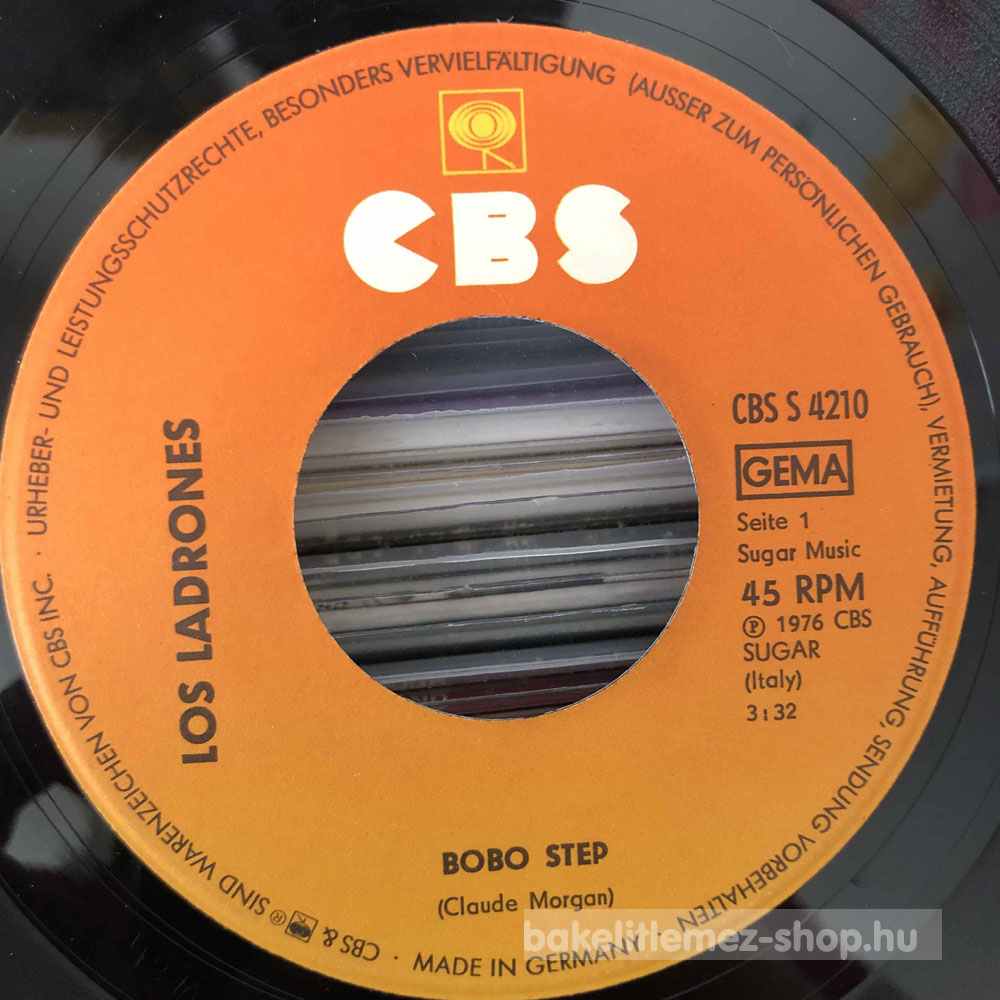 URHEBER- UND LEISTUNGSSCHUTZRECHTE, BESONDERS VERVIELFÄLTIGUNG (AUSSER ZUM PERSÖNLICHEN GEBRAUCH), VERMIETUNG, AUFFÜHRUNG, SENDUNG VORBEHALTEN · MADE IN GERMANY · CBS & ® SIND WARENZEICHEN VON CBS INC. ·
CBS
LOS LADRONES
CBS S 4210
GEMA
Seite 1
Sugar Music
45 RPM
Ⓟ 1976 CBS
SUGAR
(Italy)
3:32
BOBO STEP
(Claude Morgan)
bakelitlemez-shop.hu